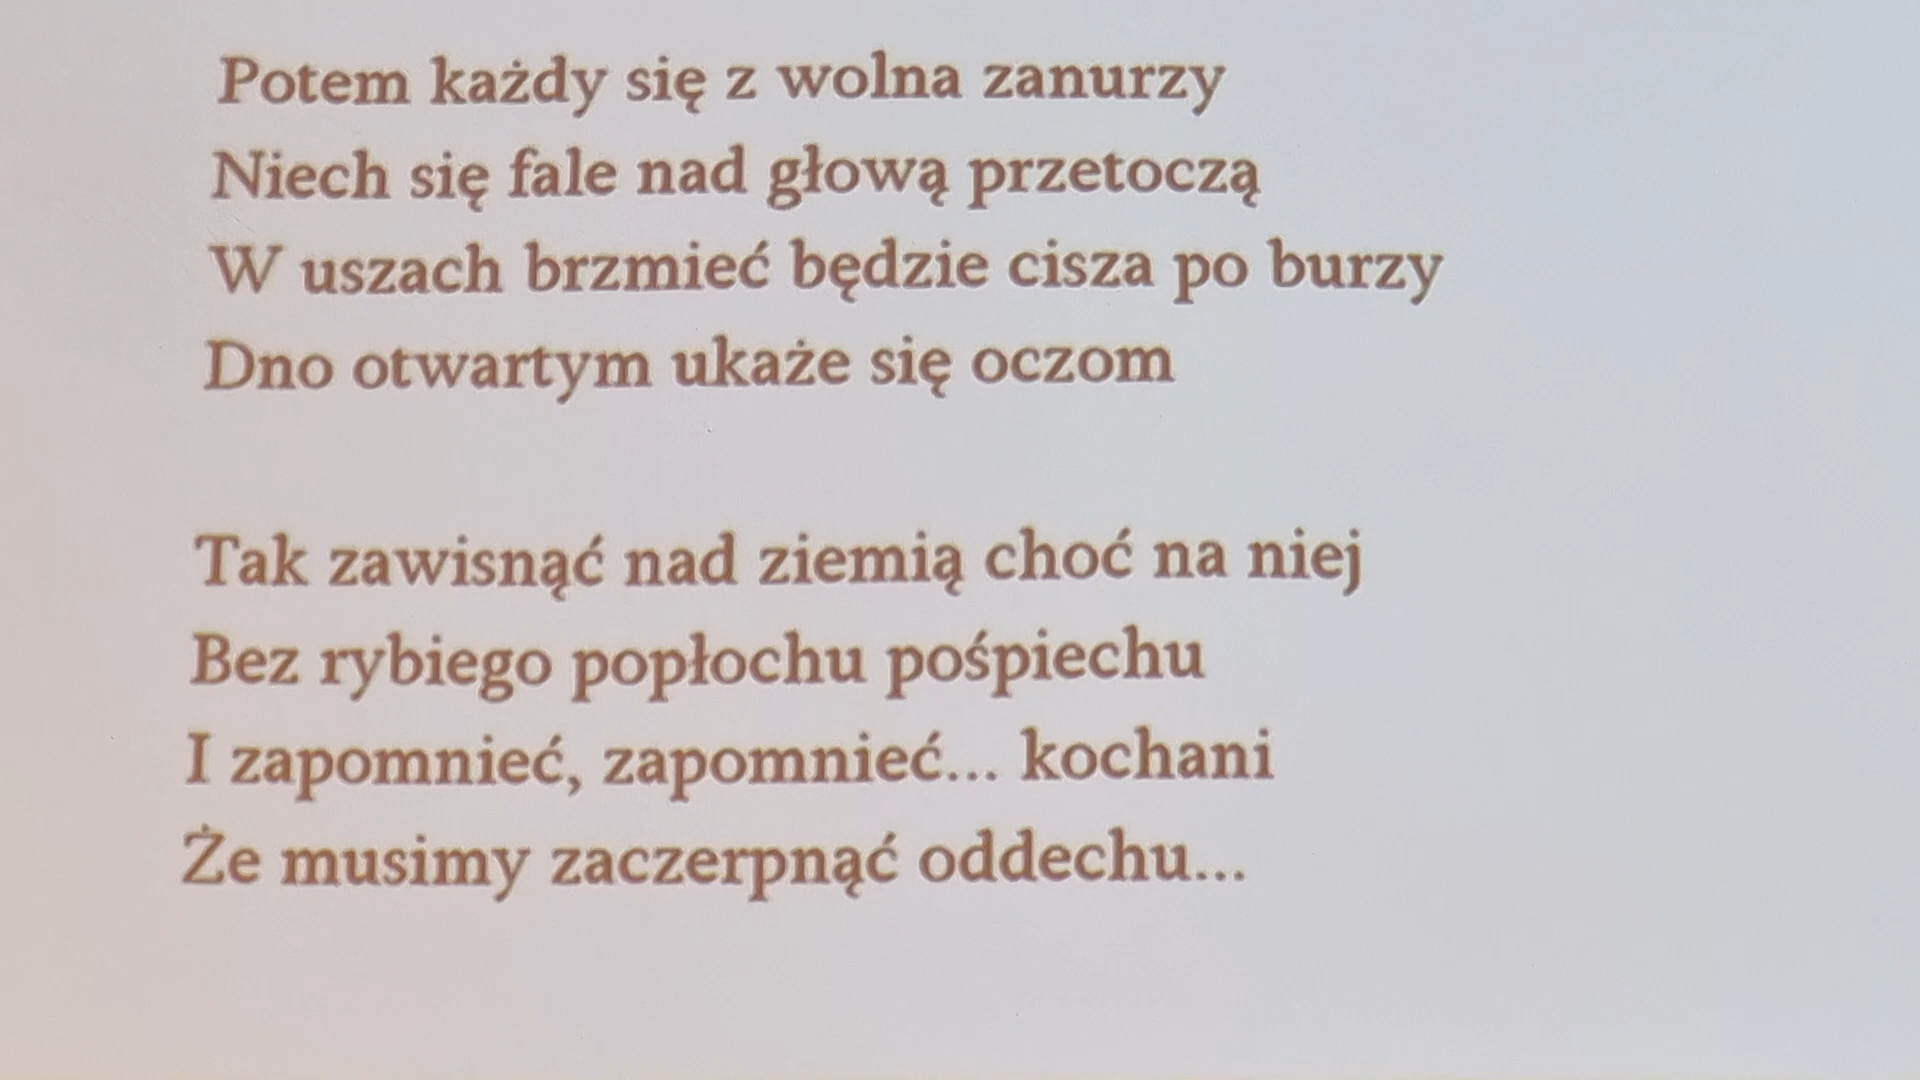 Potem każdy się z wolna zanurzy
Niech się fale nad głową przetoczą
W uszach brzmieć będzie cisza po burzy
Dno otwartym ukaże się oczom
Tak zawisnąć nad ziemią choć na niej
Bez rybiego popłochu pośpiechu
I zapomnieć, zapomnieć... kochani
Że musimy zaczerpnąć oddechu...